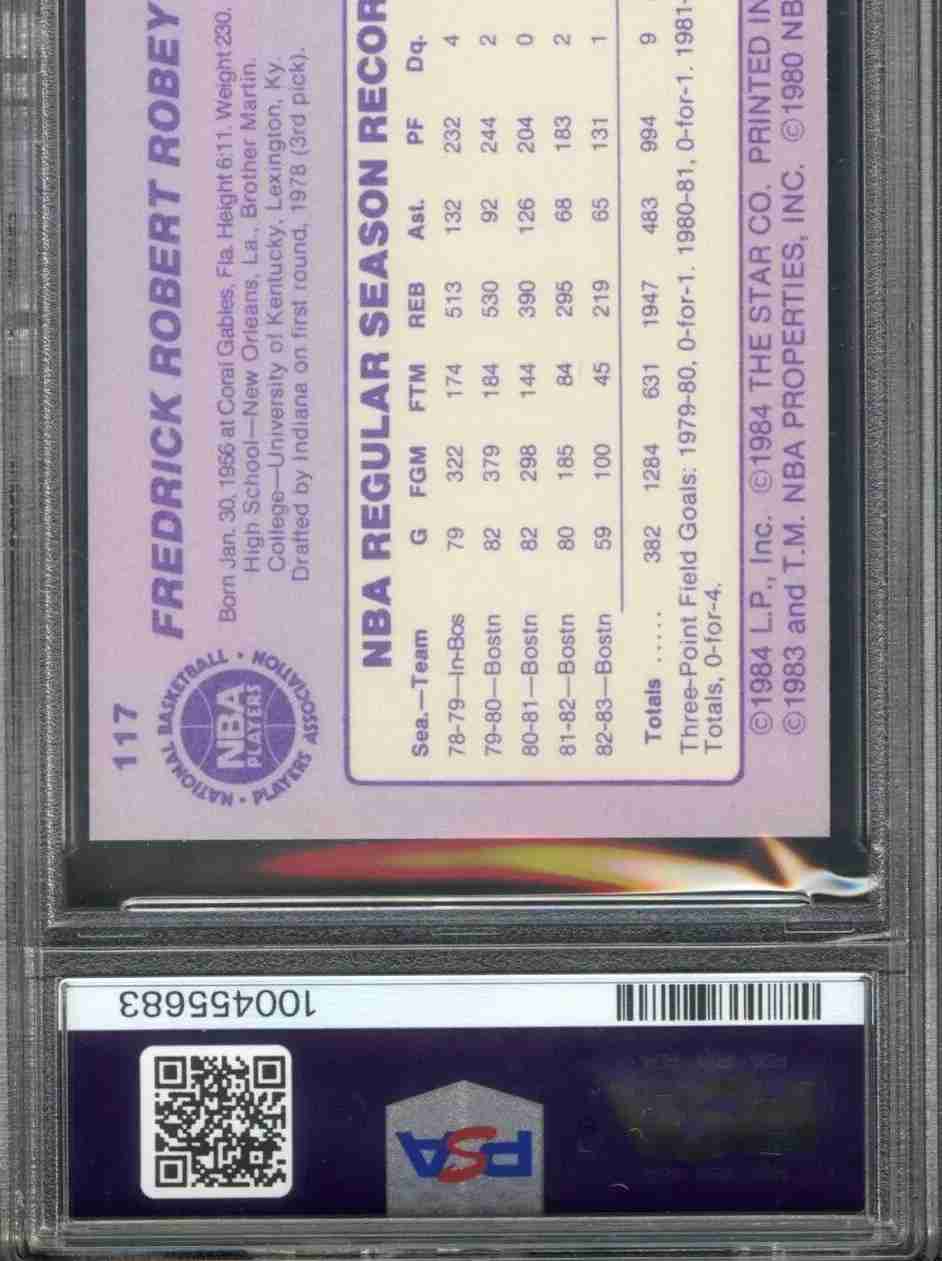 117
NATIONAL BASKETBALL • PLAYERS ASSOCIATION •
NBA
PLAYERS
FREDRICK ROBERT ROBEY
Born Jan. 30, 1956 at Coral Gables, Fla. Height 6:11. Weight 230.
High School—New Orleans, La., Brother Martin.
College—University of Kentucky, Lexington, Ky.
Drafted by Indiana on first round, 1978 (3rd pick).
NBA REGULAR SEASON RECOR
Sea.—Team G FGM FTM REB Ast. PF Dq.
78-79—In-Bos 79 322 174 513 132 232 4
79-80—Bostn 82 379 184 530 92 244 2
80-81—Bostn 82 298 144 390 126 204 0
81-82—Bostn 80 185 84 295 68 183 2
82-83—Bostn 59 100 45 219 65 131 1
Totals ..... 382 1284 631 1947 483 994 9
Three-Point Field Goals: 1979-80, 0-for-1. 1980-81, 0-for-1. 1981-
Totals, 0-for-4.
©1984 L.P., Inc. ©1984 THE STAR CO. PRINTED IN
©1983 and T.M. NBA PROPERTIES, INC. ©1980 NB
100455683
PSA